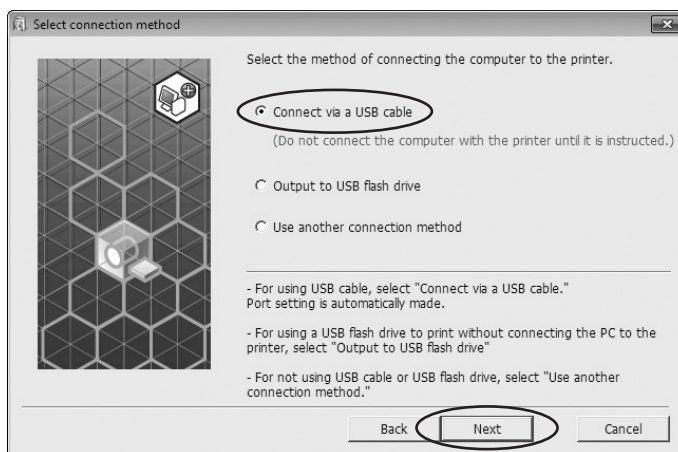 Select connection method
Select the method of connecting the computer to the printer.
Connect via a USB cable
(Do not connect the computer with the printer until it is instructed.)
Output to USB flash drive
Use another connection method
- For using USB cable, select "Connect via a USB cable."
Port setting is automatically made.
- For using a USB flash drive to print without connecting the PC to the
printer, select "Output to USB flash drive"
- For not using USB cable or USB flash drive, select "Use another
connection method."
Back
Next
Cancel